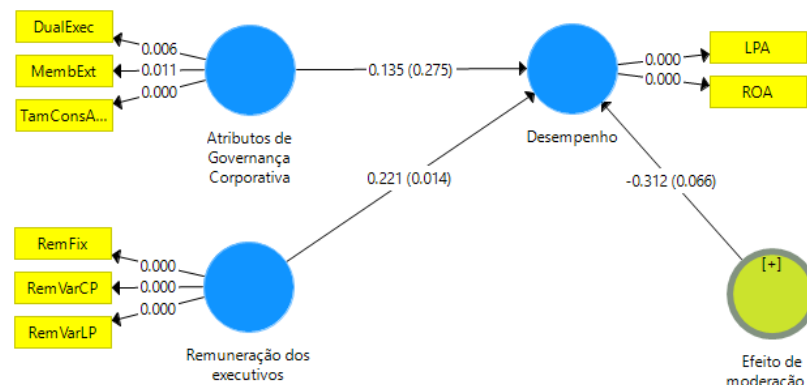 DualExec
0.006
MembExt
0.011
TamConsA...
0.000
Atributos de
Governança
Corporativa
0.135 (0.275)
Desempenho
0.000
LPA
0.000
ROA
0.221 (0.014)
-0.312 (0.066)
RemFix
0.000
RemVarCP
0.000
RemVarLP
0.000
Remuneração dos
executivos
[+]
Efeito de
moderação